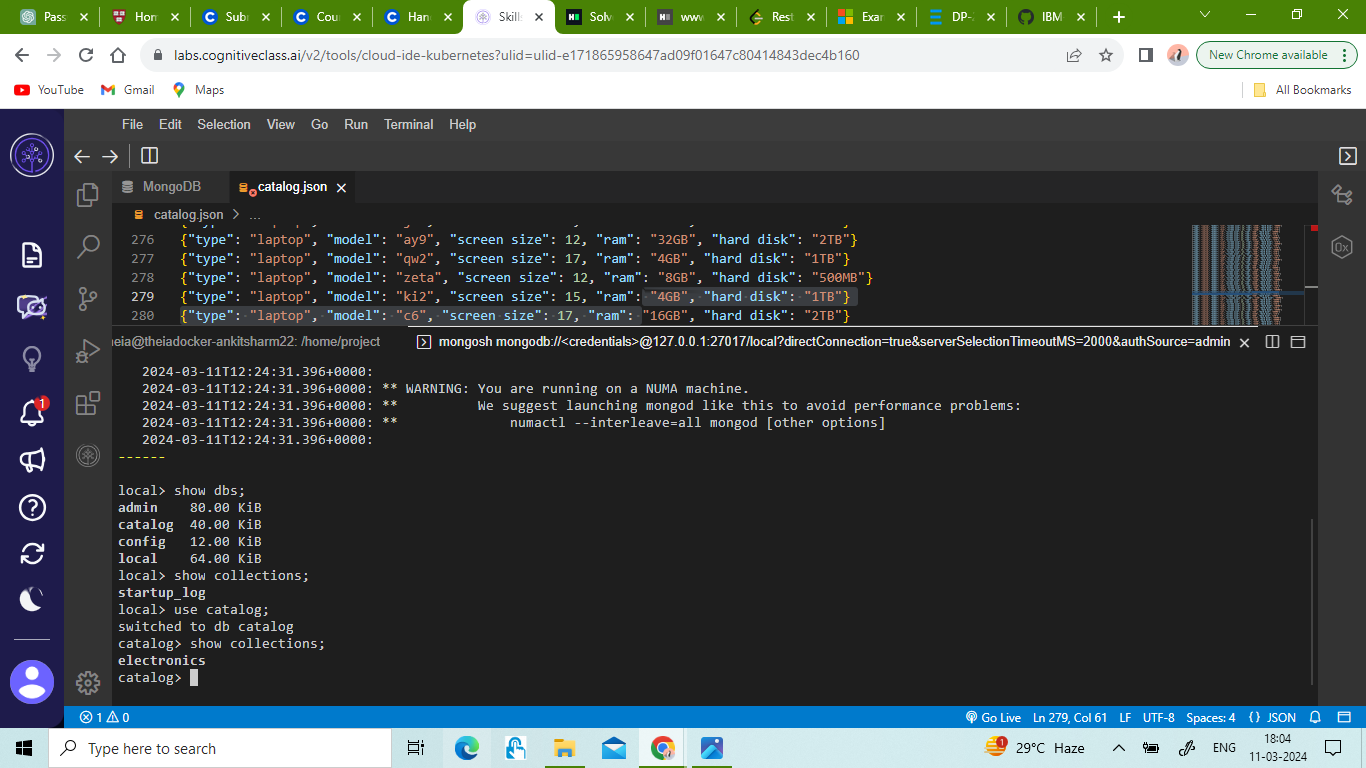 Pass
Hom
Subr
Cour
Han
Skills
Solv
www
Rest
Exar
DP-
IBM
labs.cognitiveclass.ai/v2/tools/cloud-ide-kubernetes?ulid=ulid-e171865958647ad09f01647c80414843dec4b160
New Chrome available
YouTube
Gmail
Maps
All Bookmarks
File Edit Selection View Go Run Terminal Help
MongoDB
catalog.json
catalog.json > ...
276 {"type": "laptop", "model": "ay9", "screen size": 12, "ram": "32GB", "hard disk": "2TB"}
277 {"type": "laptop", "model": "qw2", "screen size": 17, "ram": "4GB", "hard disk": "1TB"}
278 {"type": "laptop", "model": "zeta", "screen size": 12, "ram": "8GB", "hard disk": "500MB"}
279 {"type": "laptop", "model": "ki2", "screen size": 15, "ram": "4GB", "hard disk": "1TB"}
280 {"type": "laptop", "model": "c6", "screen size": 17, "ram": "16GB", "hard disk": "2TB"}
heia@theiadocker-ankitsharm22: /home/project
mongosh mongodb://<credentials>@127.0.0.1:27017/local?directConnection=true&serverSelectionTimeoutMS=2000&authSource=admin
2024-03-11T12:24:31.396+0000:
2024-03-11T12:24:31.396+0000: ** WARNING: You are running on a NUMA machine.
2024-03-11T12:24:31.396+0000: ** We suggest launching mongod like this to avoid performance problems:
2024-03-11T12:24:31.396+0000: ** numactl --interleave=all mongod [other options]
2024-03-11T12:24:31.396+0000:
------
local> show dbs;
admin 80.00 KiB
catalog 40.00 KiB
config 12.00 KiB
local 64.00 KiB
local> show collections;
startup_log
local> use catalog;
switched to db catalog
catalog> show collections;
electronics
catalog>
1
0x
1 0
Go Live
Ln 279, Col 61
LF
UTF-8
Spaces: 4
{} JSON
Type here to search
1
29°C Haze
ENG
18:04
11-03-2024